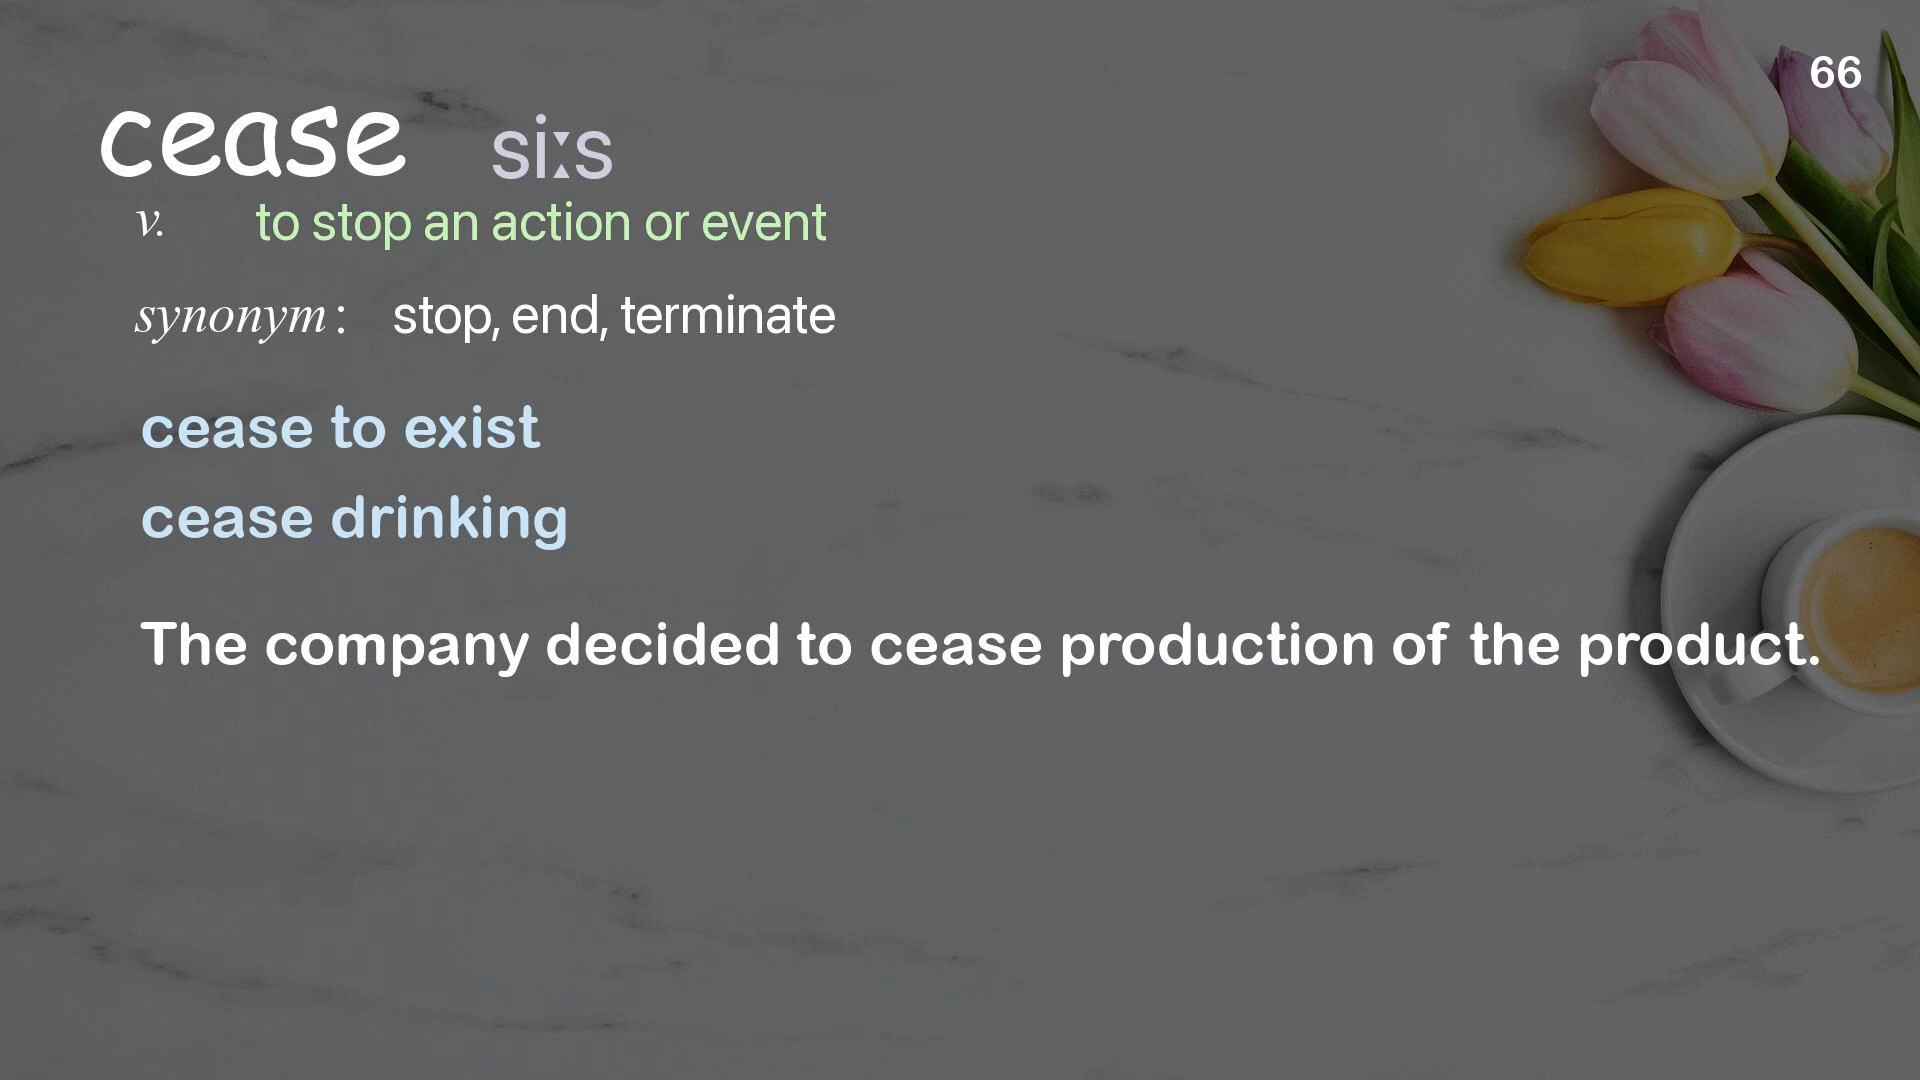 66
cease siːs
v. to stop an action or event
synonym : stop, end, terminate
cease to exist
cease drinking
The company decided to cease production of the product.